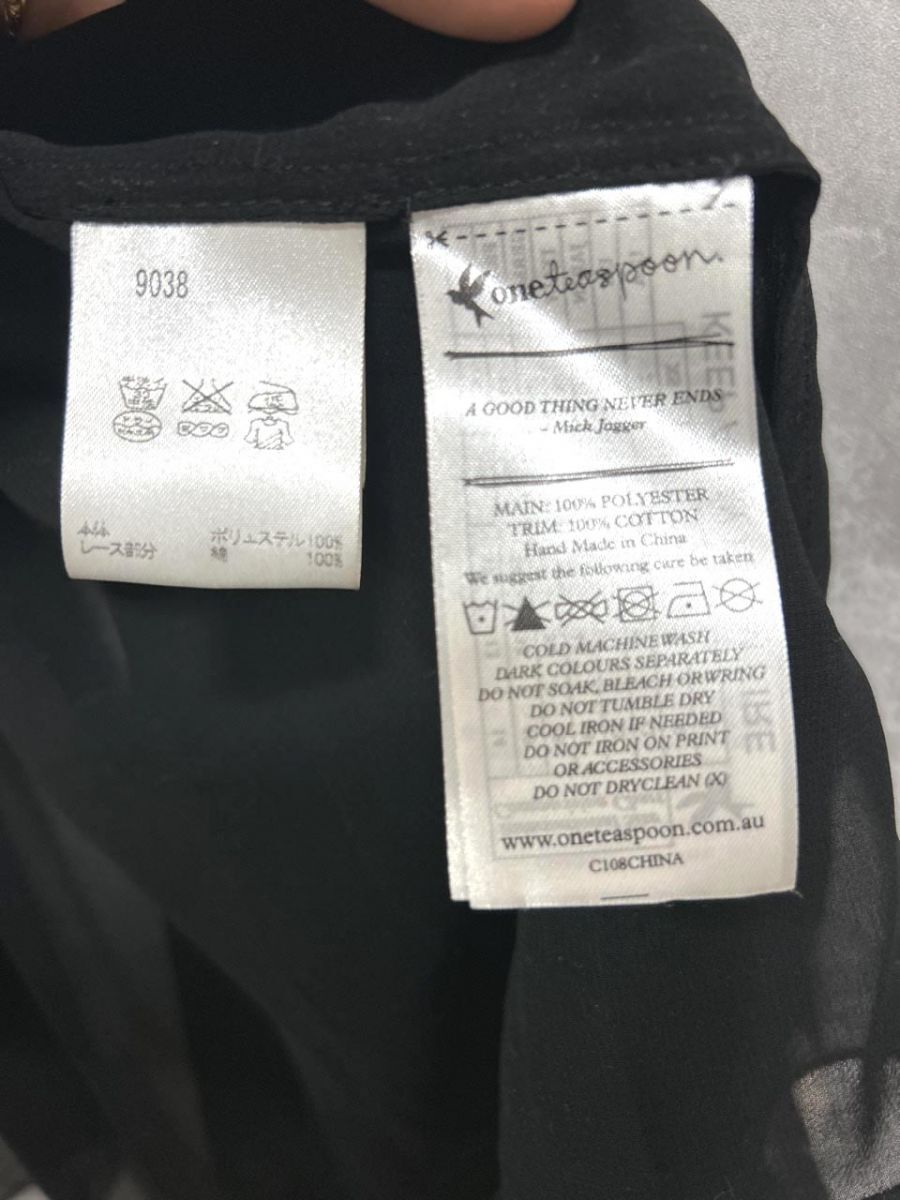 9038
本体 ポリエステル100%
レース部分 綿 100%
oneteaspoon.
A GOOD THING NEVER ENDS
- Mick Jagger
MAIN: 100% POLYESTER
TRIM: 100% COTTON
Hand Made in China
We suggest the following care be taken
COLD MACHINE WASH
DARK COLOURS SEPARATELY
DO NOT SOAK, BLEACH OR WRING
DO NOT TUMBLE DRY
COOL IRON IF NEEDED
DO NOT IRON ON PRINT
OR ACCESSORIES
DO NOT DRYCLEAN (X)
www.oneteaspoon.com.au
C108CHINA